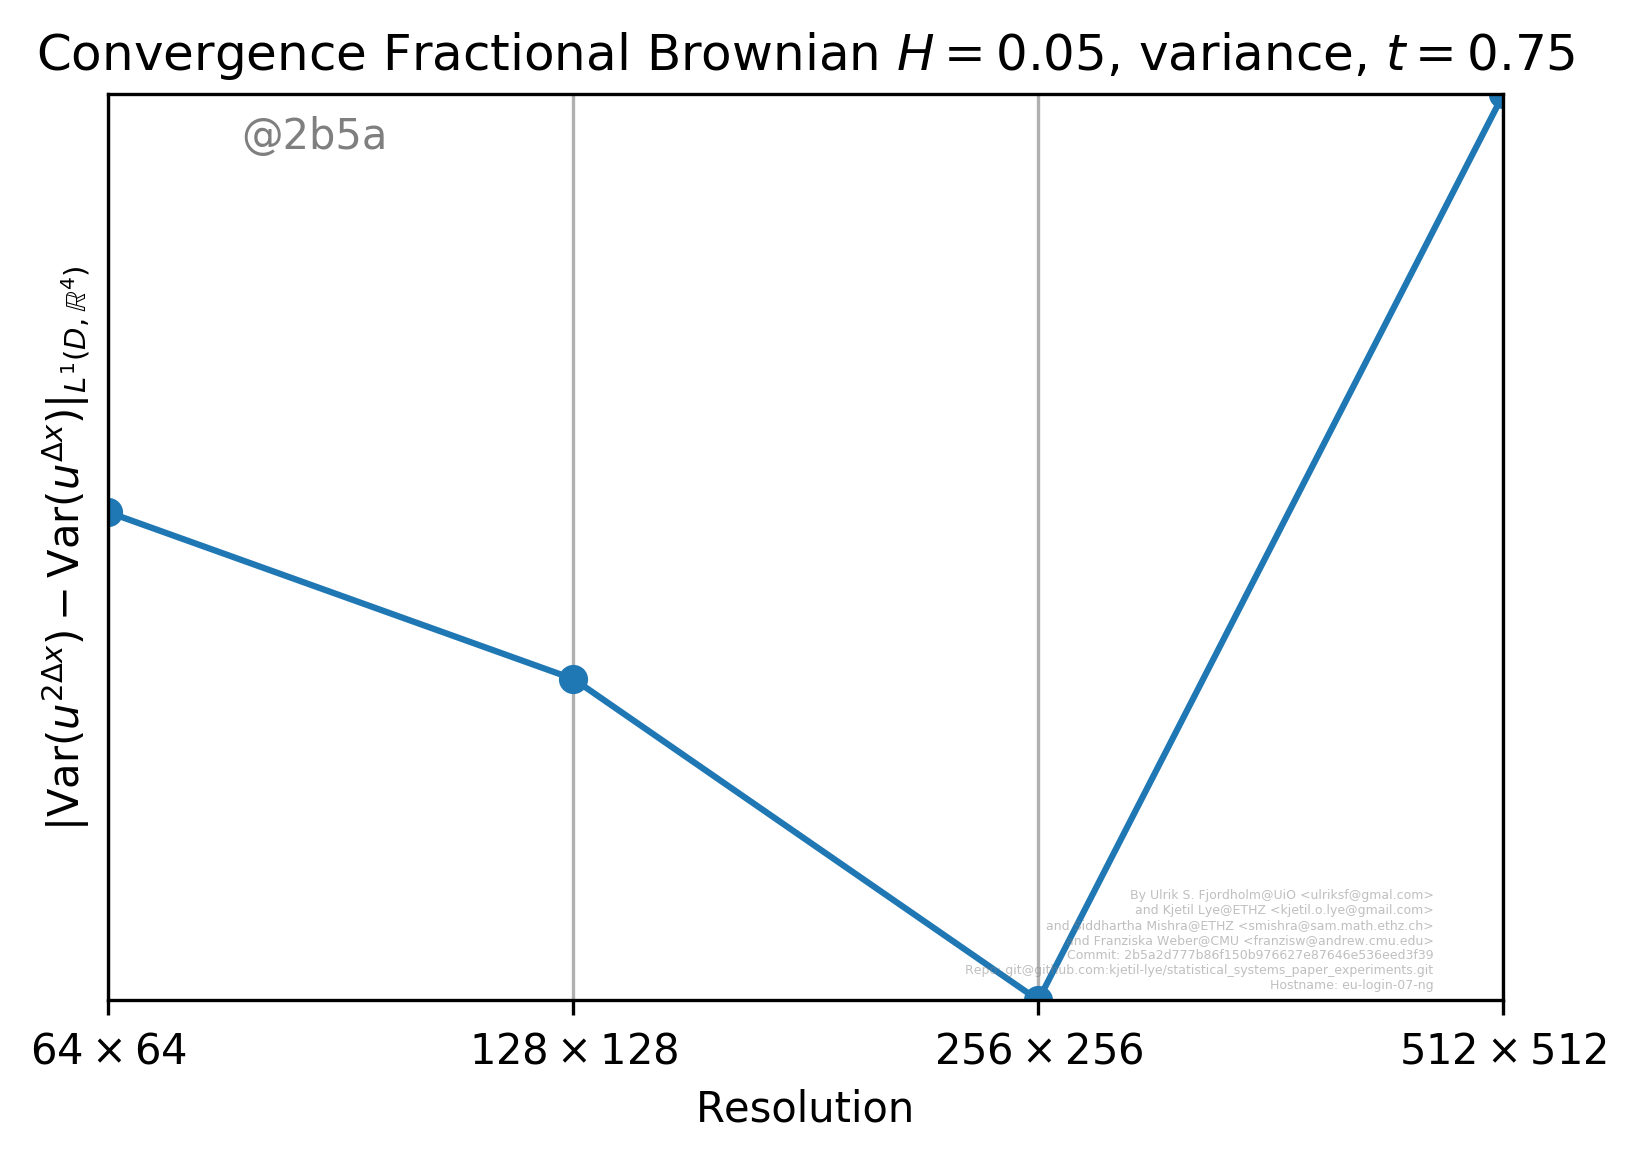 Convergence Fractional Brownian H = 0.05, variance, t = 0.75
@2b5a
|Var(u^{2Δx}) − Var(u^{Δx})|_{L^1(D,ℝ^4)}
By Ulrik S. Fjordholm@UiO <ulriksf@gmal.com>
and Kjetil Lye@ETHZ <kjetil.o.lye@gmail.com>
and Siddhartha Mishra@ETHZ <smishra@sam.math.ethz.ch>
and Franziska Weber@CMU <franzisw@andrew.cmu.edu>
Commit: 2b5a2d777b86f150b976627e87646e536eed3f39
Repo: git@github.com:kjetil-lye/statistical_systems_paper_experiments.git
Hostname: eu-login-07-ng
64 × 64
128 × 128
256 × 256
512 × 512
Resolution